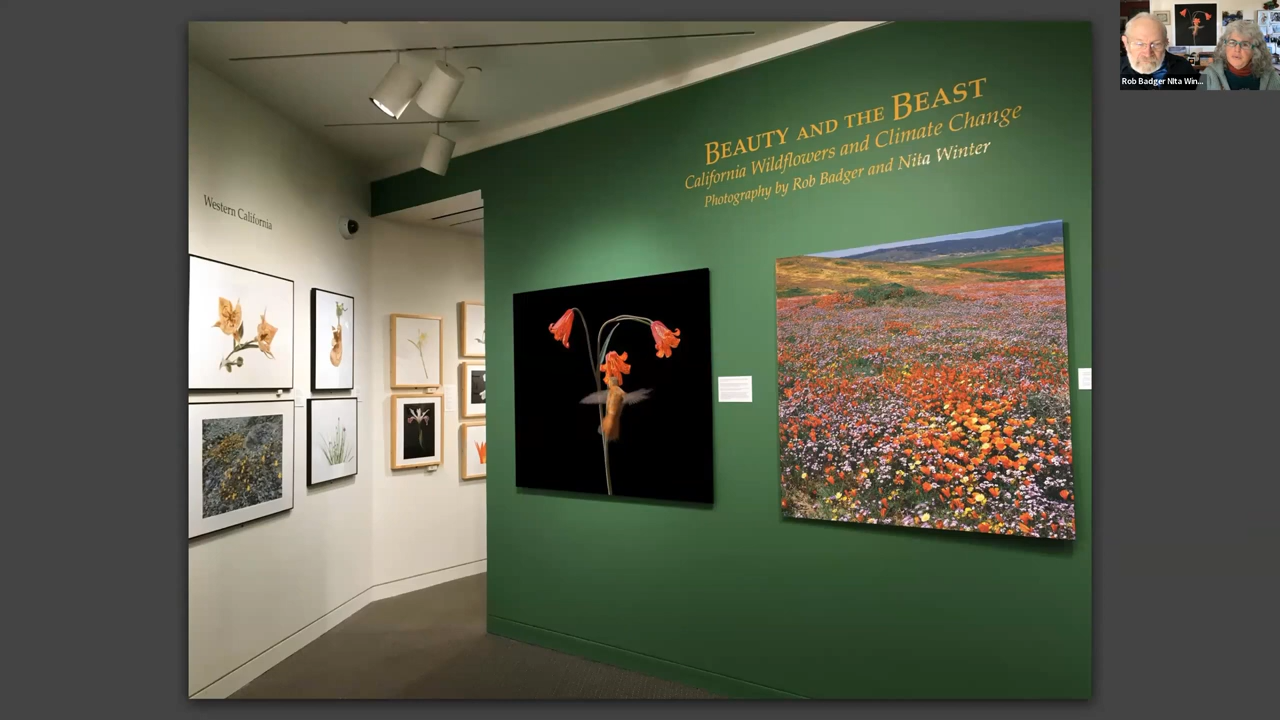 BEAUTY AND THE BEAST
California Wildflowers and Climate Change
Photography by Rob Badger and Nita Winter
Western California
Rob Badger Nita Win...